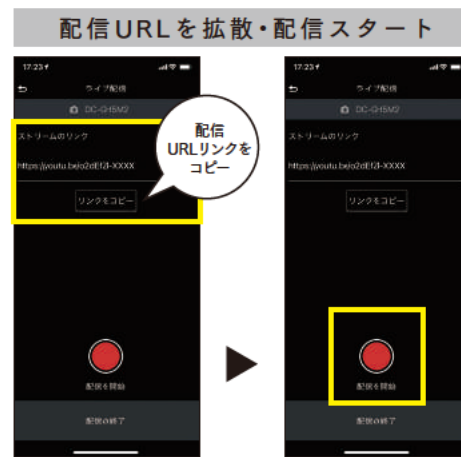 配信URLを拡散・配信スタート
17:23
ライブ配信
DC-GH5M2
ストリームのリンク
https://youtu.be/o2dEf2I-XXXX
リンクをコピー
配信
URLリンクを
コピー
配信を開始
配信の終了
17:23
ライブ配信
DC-GH5M2
ストリームのリンク
https://youtu.be/o2dEf2I-XXXX
リンクをコピー
配信を開始
配信の終了